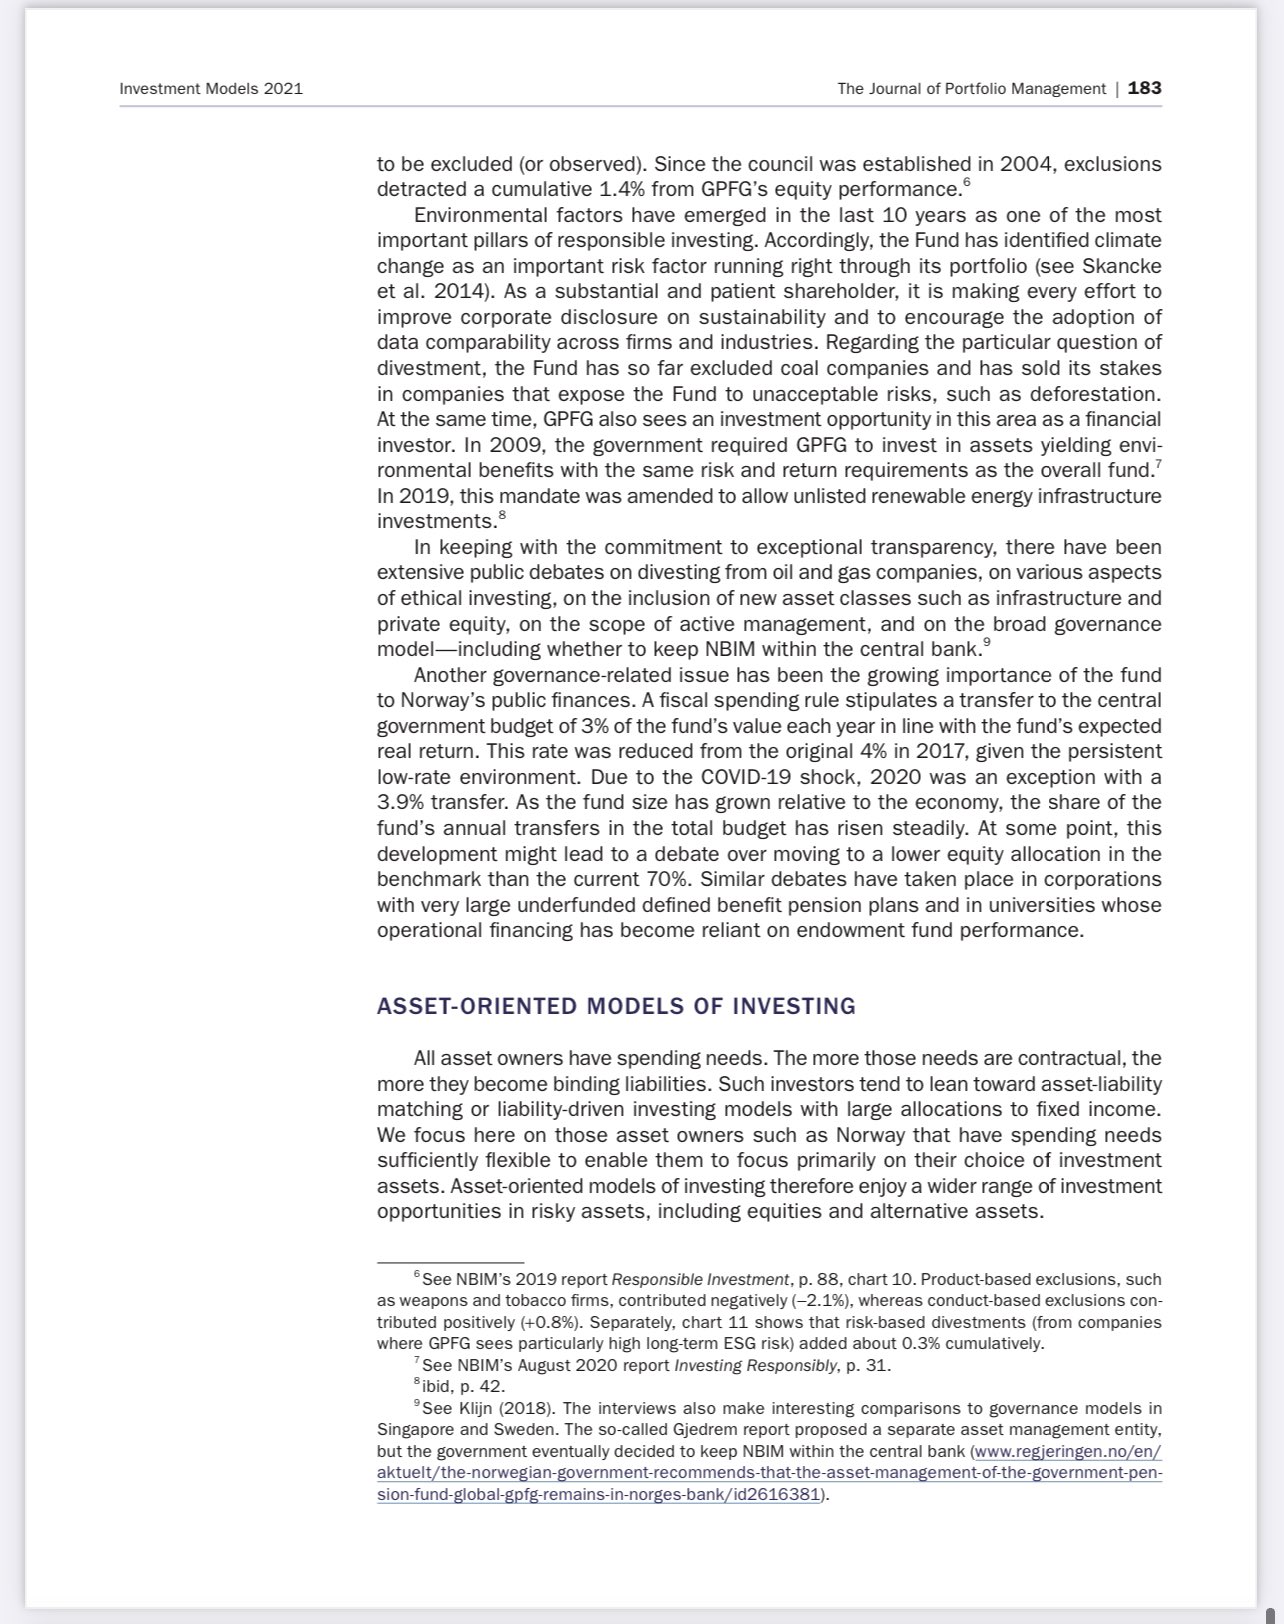 Investment Models 2021
The Journal of Portfolio Management | 183
to be excluded (or observed). Since the council was established in 2004, exclusions
detracted a cumulative 1.4% from GPFG’s equity performance.6
Environmental factors have emerged in the last 10 years as one of the most
important pillars of responsible investing. Accordingly, the Fund has identified climate
change as an important risk factor running right through its portfolio (see Skancke
et al. 2014). As a substantial and patient shareholder, it is making every effort to
improve corporate disclosure on sustainability and to encourage the adoption of
data comparability across firms and industries. Regarding the particular question of
divestment, the Fund has so far excluded coal companies and has sold its stakes
in companies that expose the Fund to unacceptable risks, such as deforestation.
At the same time, GPFG also sees an investment opportunity in this area as a financial
investor. In 2009, the government required GPFG to invest in assets yielding envi-
ronmental benefits with the same risk and return requirements as the overall fund.7
In 2019, this mandate was amended to allow unlisted renewable energy infrastructure
investments.8
In keeping with the commitment to exceptional transparency, there have been
extensive public debates on divesting from oil and gas companies, on various aspects
of ethical investing, on the inclusion of new asset classes such as infrastructure and
private equity, on the scope of active management, and on the broad governance
model—including whether to keep NBIM within the central bank.9
Another governance-related issue has been the growing importance of the fund
to Norway’s public finances. A fiscal spending rule stipulates a transfer to the central
government budget of 3% of the fund’s value each year in line with the fund’s expected
real return. This rate was reduced from the original 4% in 2017, given the persistent
low-rate environment. Due to the COVID-19 shock, 2020 was an exception with a
3.9% transfer. As the fund size has grown relative to the economy, the share of the
fund’s annual transfers in the total budget has risen steadily. At some point, this
development might lead to a debate over moving to a lower equity allocation in the
benchmark than the current 70%. Similar debates have taken place in corporations
with very large underfunded defined benefit pension plans and in universities whose
operational financing has become reliant on endowment fund performance.
ASSET-ORIENTED MODELS OF INVESTING
All asset owners have spending needs. The more those needs are contractual, the
more they become binding liabilities. Such investors tend to lean toward asset-liability
matching or liability-driven investing models with large allocations to fixed income.
We focus here on those asset owners such as Norway that have spending needs
sufficiently flexible to enable them to focus primarily on their choice of investment
assets. Asset-oriented models of investing therefore enjoy a wider range of investment
opportunities in risky assets, including equities and alternative assets.
6 See NBIM’s 2019 report Responsible Investment, p. 88, chart 10. Product-based exclusions, such
as weapons and tobacco firms, contributed negatively (–2.1%), whereas conduct-based exclusions con-
tributed positively (+0.8%). Separately, chart 11 shows that risk-based divestments (from companies
where GPFG sees particularly high long-term ESG risk) added about 0.3% cumulatively.
7 See NBIM’s August 2020 report Investing Responsibly, p. 31.
8 ibid, p. 42.
9 See Klijn (2018). The interviews also make interesting comparisons to governance models in
Singapore and Sweden. The so-called Gjedrem report proposed a separate asset management entity,
but the government eventually decided to keep NBIM within the central bank (www.regjeringen.no/en/
aktuelt/the-norwegian-government-recommends-that-the-asset-management-of-the-government-pen-
sion-fund-global-gpfg-remains-in-norges-bank/id2616381).